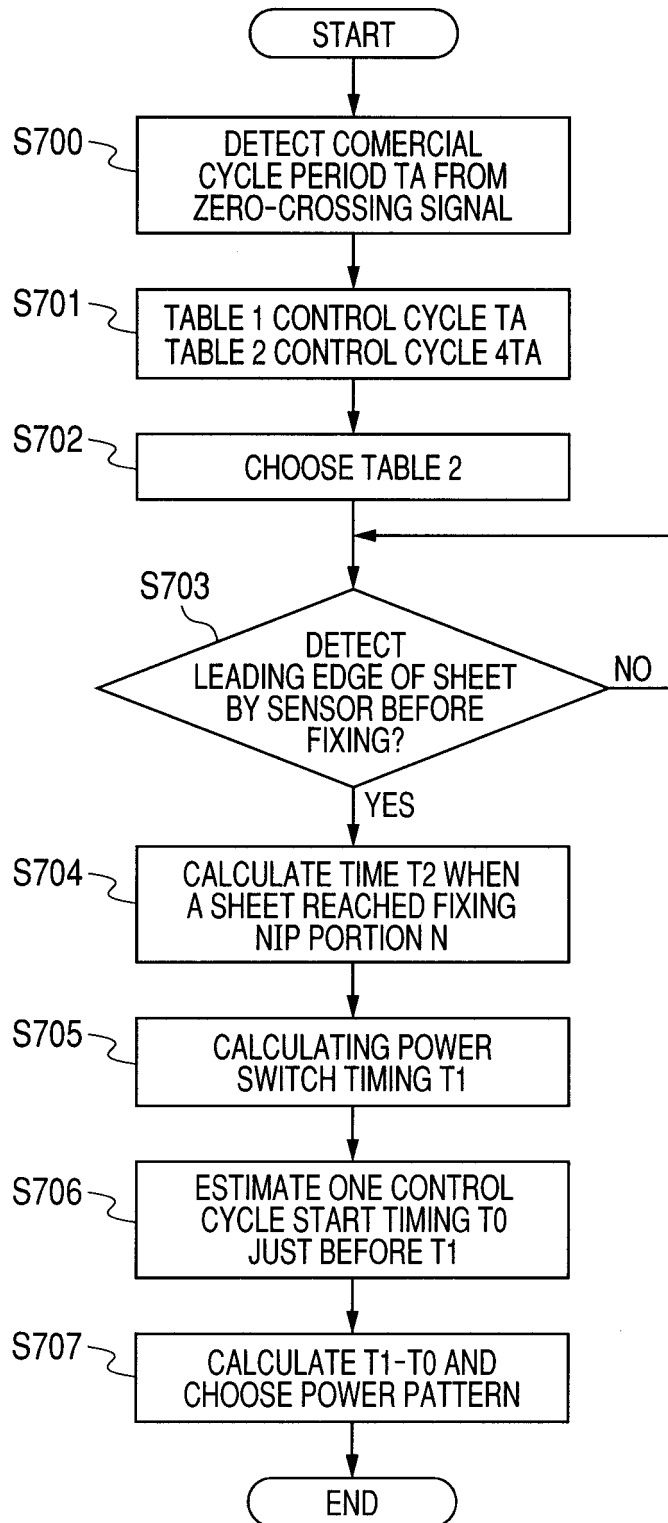 START
S700
DETECT COMERCIAL
CYCLE PERIOD TA FROM
ZERO-CROSSING SIGNAL
S701
TABLE 1 CONTROL CYCLE TA
TABLE 2 CONTROL CYCLE 4TA
S702
CHOOSE TABLE 2
S703
DETECT
LEADING EDGE OF SHEET
BY SENSOR BEFORE
FIXING?
NO
YES
S704
CALCULATE TIME T2 WHEN
A SHEET REACHED FIXING
NIP PORTION N
S705
CALCULATING POWER
SWITCH TIMING T1
S706
ESTIMATE ONE CONTROL
CYCLE START TIMING T0
JUST BEFORE T1
S707
CALCULATE T1-T0 AND
CHOOSE POWER PATTERN
END